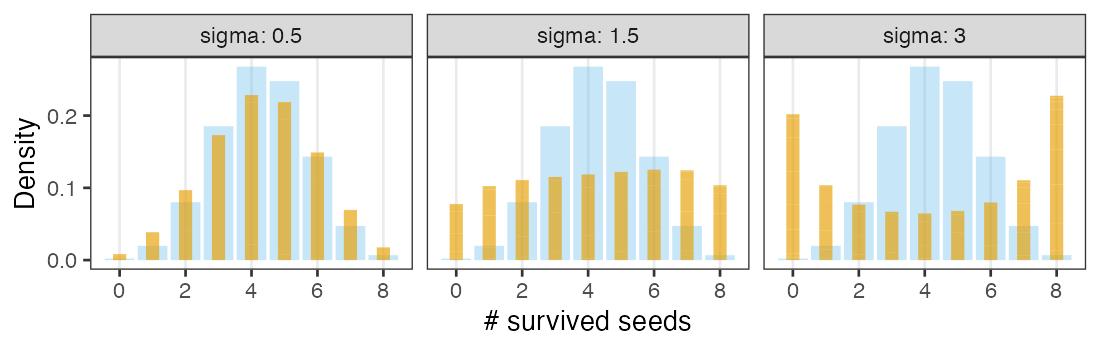 sigma: 0.5 sigma: 1.5 sigma: 3
Density
0.2
0.1
0.0
0 2 4 6 8 0 2 4 6 8 0 2 4 6 8
# survived seeds